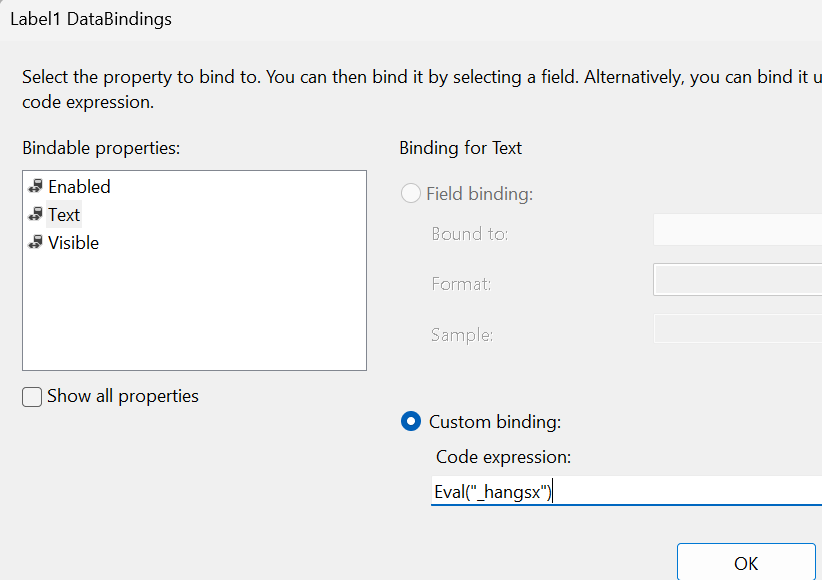 Label1 DataBindings
Select the property to bind to. You can then bind it by selecting a field. Alternatively, you can bind it u
code expression.
Bindable properties:
Enabled
Text
Visible
Show all properties
Binding for Text
Field binding:
Bound to:
Format:
Sample:
Custom binding:
Code expression:
Eval("_hangsx")
OK